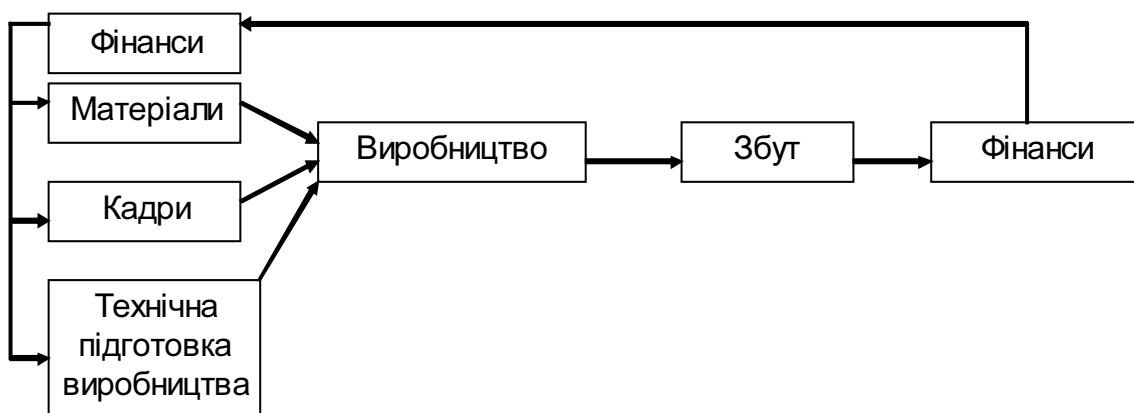 Фінанси
Матеріали
Кадри
Технічна
підготовка
виробництва
Виробництво
Збут
Фінанси